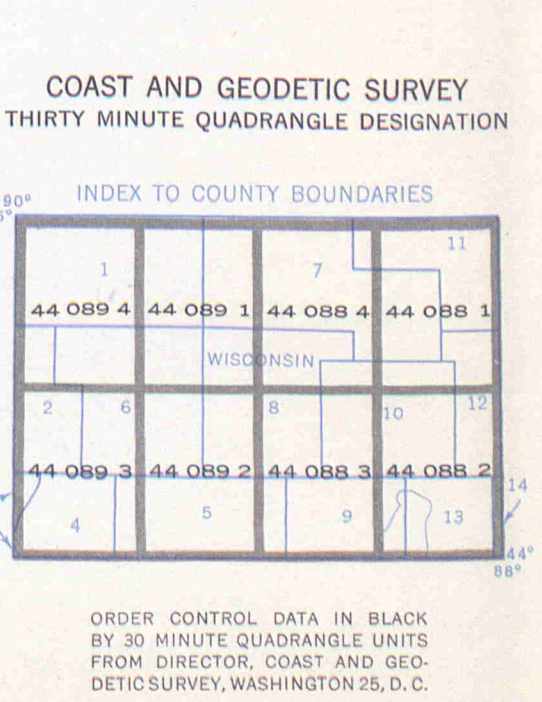 COAST AND GEODETIC SURVEY
THIRTY MINUTE QUADRANGLE DESIGNATION
INDEX TO COUNTY BOUNDARIES
90°
5°
1
7
11
44 089 4 44 089 1 44 088 4 44 088 1
WISCONSIN
2
6
8
10
12
44 089 3 44 089 2 44 088 3 44 088 2
14
4
5
9
13
44°
88°
ORDER CONTROL DATA IN BLACK
BY 30 MINUTE QUADRANGLE UNITS
FROM DIRECTOR, COAST AND GEO-
DETIC SURVEY, WASHINGTON 25, D. C.